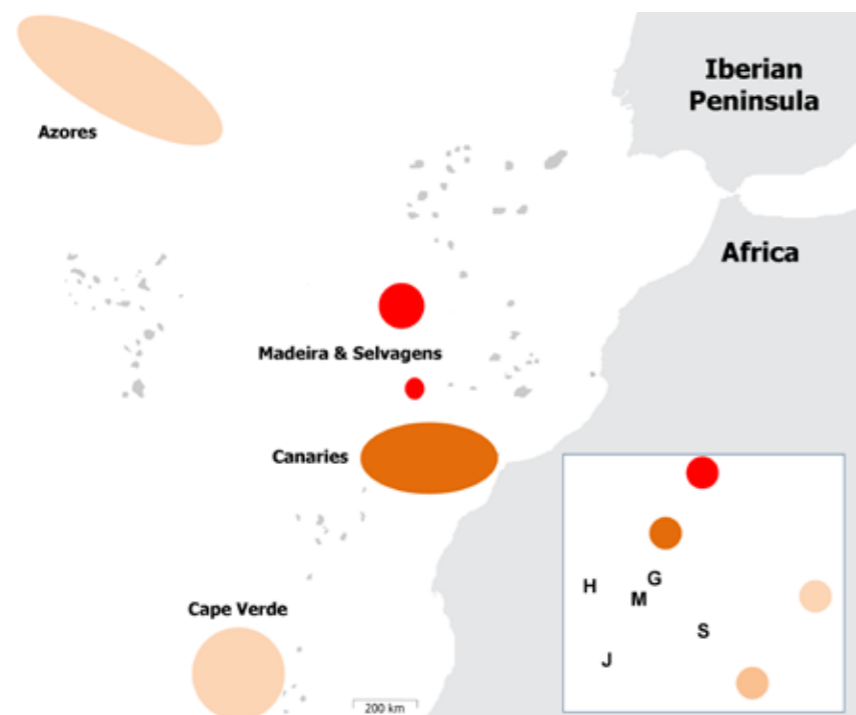 Iberian
Peninsula
Azores
Africa
Madeira & Selvagens
Canaries
H
G
M
S
J
Cape Verde
200 km